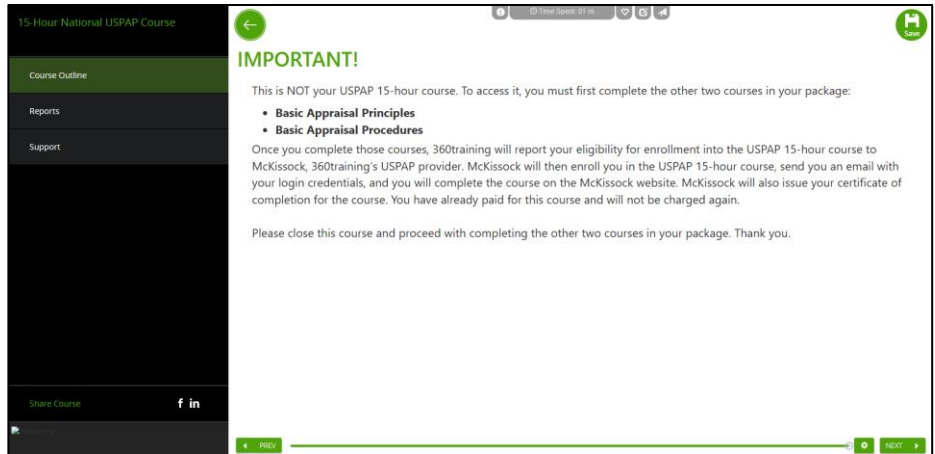 15-Hour National USPAP Course
Time Spent: 01 m
Save
IMPORTANT!
Course Outline
This is NOT your USPAP 15-hour course. To access it, you must first complete the other two courses in your package:
Reports
• Basic Appraisal Principles
• Basic Appraisal Procedures
Support
Once you complete those courses, 360training will report your eligibility for enrollment into the USPAP 15-hour course to
McKissock, 360training's USPAP provider. McKissock will then enroll you in the USPAP 15-hour course, send you an email with
your login credentials, and you will complete the course on the McKissock website. McKissock will also issue your certificate of
completion for the course. You have already paid for this course and will not be charged again.
Please close this course and proceed with completing the other two courses in your package. Thank you.
Share Course
f in
PREV
NEXT